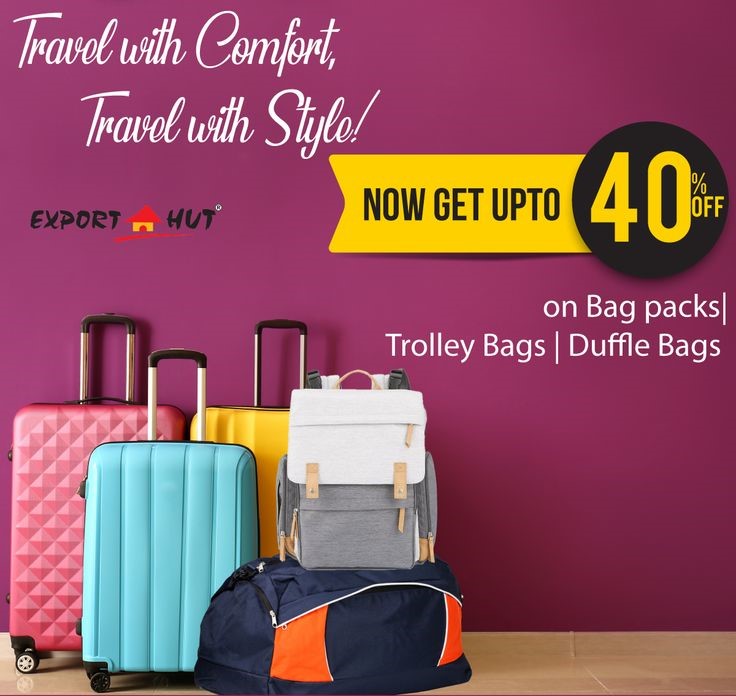 Travel with Comfort,
Travel with Style!
NOW GET UPTO 40% OFF
EXPORT HUT®
on Bag packs|
Trolley Bags | Duffle Bags